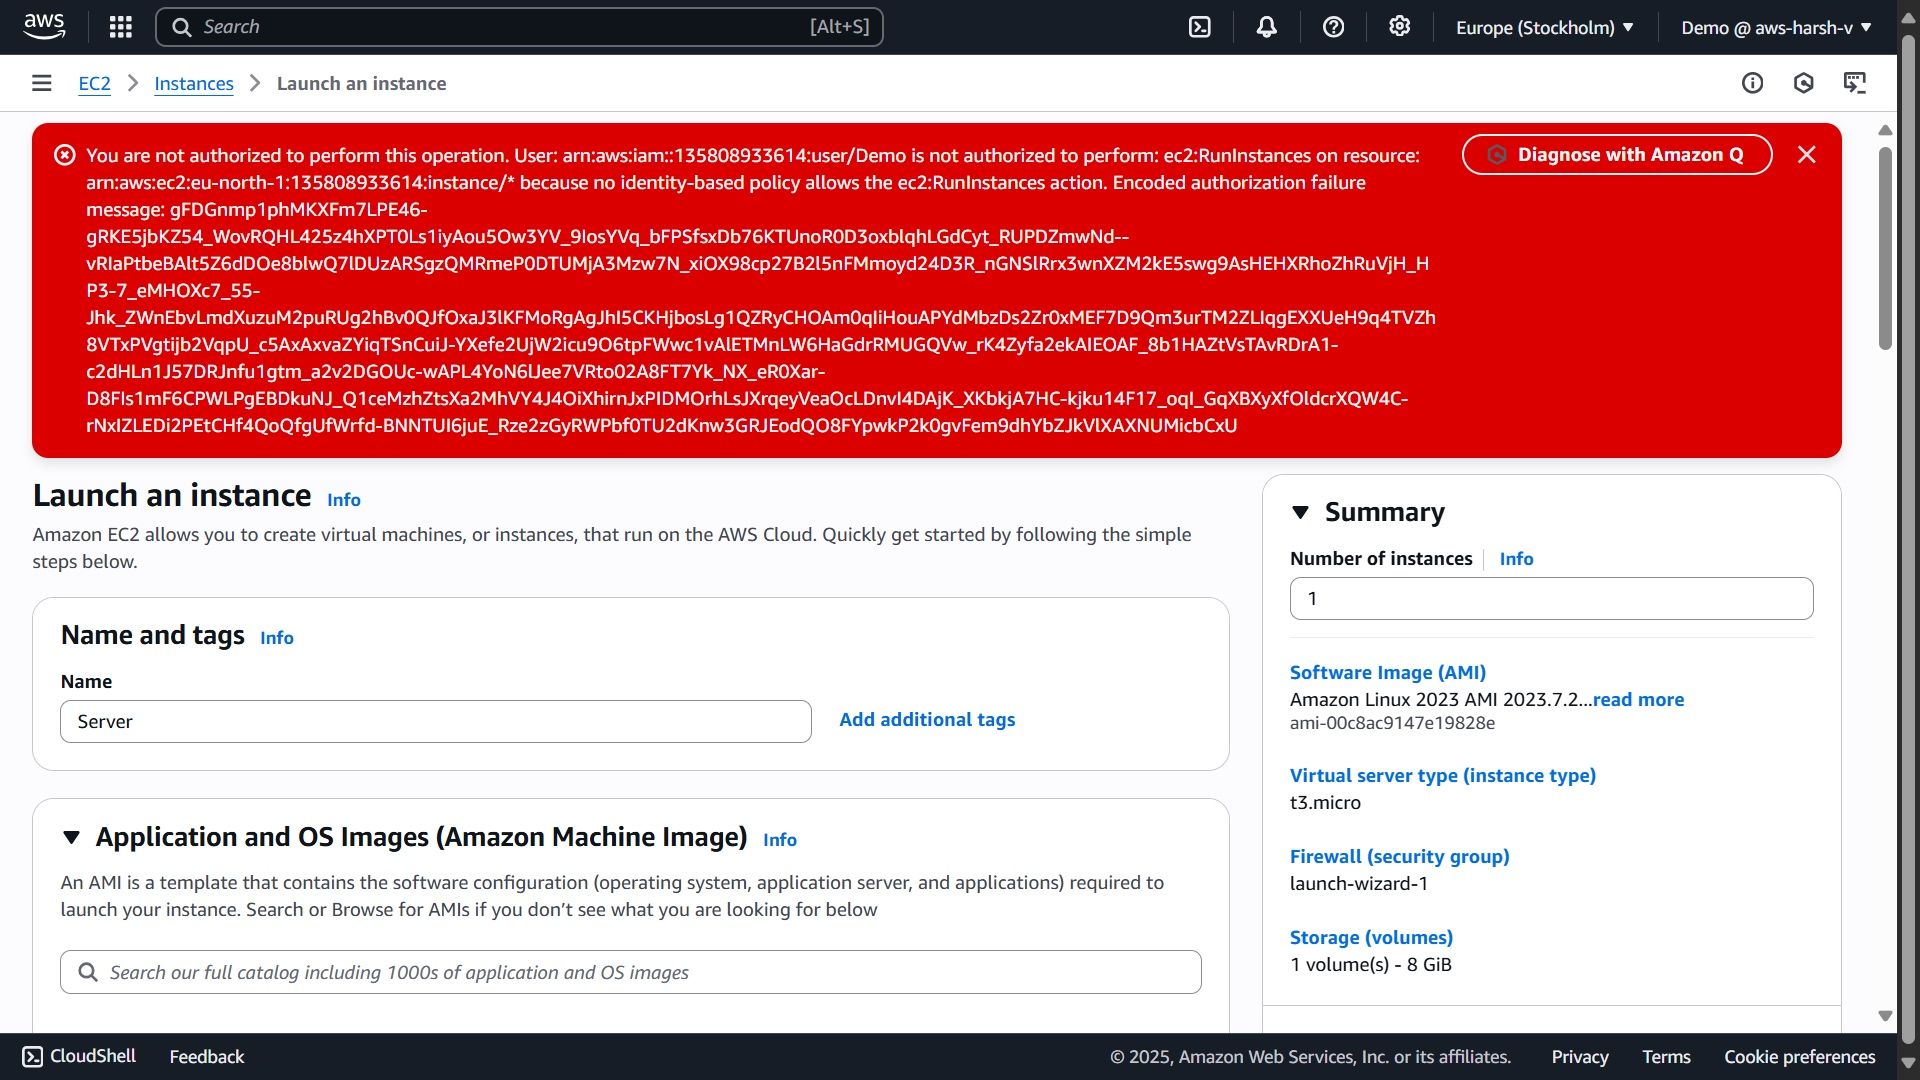 aws
Search [Alt+S]
Europe (Stockholm)
Demo @ aws-harsh-v
EC2
Instances
Launch an instance
You are not authorized to perform this operation. User: arn:aws:iam::135808933614:user/Demo is not authorized to perform: ec2:RunInstances on resource:
arn:aws:ec2:eu-north-1:135808933614:instance/* because no identity-based policy allows the ec2:RunInstances action. Encoded authorization failure
message: gFDGnmp1phMKXFm7LPE46-
gRKE5jbKZ54_WovRQHL425z4hXPT0Ls1iyAou5Ow3YV_9IosYVq_bFPSfsxDb76KTUnoR0D3oxblqhLGdCyt_RUPDZmwNd--
vRIaPtbeBAlt5Z6dDOe8blwQ7lDUzARSgzQMRmeP0DTUMjA3Mzw7N_xiOX98cp27B2l5nFMmoyd24D3R_nGNSlRrx3wnXZM2kE5swg9AsHEHXRhoZhRuVjH_H
P3-7_eMHOXc7_55-
Jhk_ZWnEbvLmdXuzuM2puRUg2hBv0QJfOxaJ3lKFMoRgAgJhI5CKHjbosLg1QZRyCHOAm0qIiHouAPYdMbzDs2Zr0xMEF7D9Qm3urTM2ZLIqgEXXUeH9q4TVZh
8VTxPVgtijb2VqpU_c5AxAxvaZYiqTSnCuiJ-YXefe2UjW2icu9O6tpFWwc1vAlETMnLW6HaGdrRMUGQVw_rK4Zyfa2ekAIEOAF_8b1HAZtVsTAvRDrA1-
c2dHLn1J57DRJnfu1gtm_a2v2DGOUc-wAPL4YoN6lJee7VRto02A8FT7Yk_NX_eR0Xar-
D8FIs1mF6CPWLPgEBDkuNJ_Q1ceMzhZtsXa2MhVY4J4OiXhirnJxPIDMOrhLsJXrqeyVeaOcLDnvI4DAjK_XKbkjA7HC-kjku14F17_oqI_GqXBXyXfOldcrXQW4C-
rNxIZLEDi2PEtCHf4QoQfgUfWrfd-BNNTUI6juE_Rze2zGyRWPbf0TU2dKnw3GRJEodQO8FYpwkP2k0gvFem9dhYbZJkVlXAXNUMicbCxU
Diagnose with Amazon Q
Launch an instance Info
Amazon EC2 allows you to create virtual machines, or instances, that run on the AWS Cloud. Quickly get started by following the simple
steps below.
Name and tags Info
Name
Server
Add additional tags
Application and OS Images (Amazon Machine Image) Info
An AMI is a template that contains the software configuration (operating system, application server, and applications) required to
launch your instance. Search or Browse for AMIs if you don't see what you are looking for below
Search our full catalog including 1000s of application and OS images
Summary
Number of instances Info
1
Software Image (AMI)
Amazon Linux 2023 AMI 2023.7.2...read more
ami-00c8ac9147e19828e
Virtual server type (instance type)
t3.micro
Firewall (security group)
launch-wizard-1
Storage (volumes)
1 volume(s) - 8 GiB
CloudShell
Feedback
© 2025, Amazon Web Services, Inc. or its affiliates.
Privacy
Terms
Cookie preferences